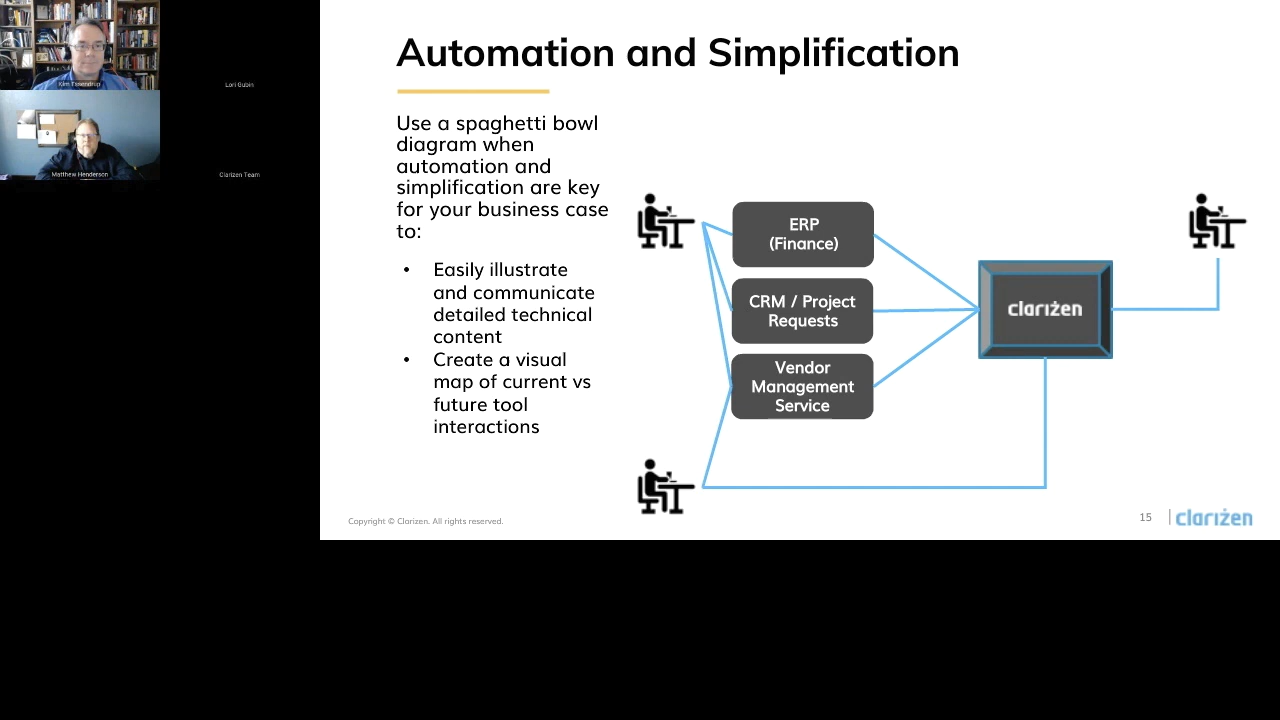 Kim Essendrup
Lori Gubin
Matthew Henderson
Clarizen Team
Automation and Simplification
Use a spaghetti bowl
diagram when
automation and
simplification are key
for your business case
to:
• Easily illustrate
and communicate
detailed technical
content
• Create a visual
map of current vs
future tool
interactions
ERP
(Finance)
CRM / Project
Requests
Vendor
Management
Service
clarizen
Copyright © Clarizen. All rights reserved.
15
clarizen